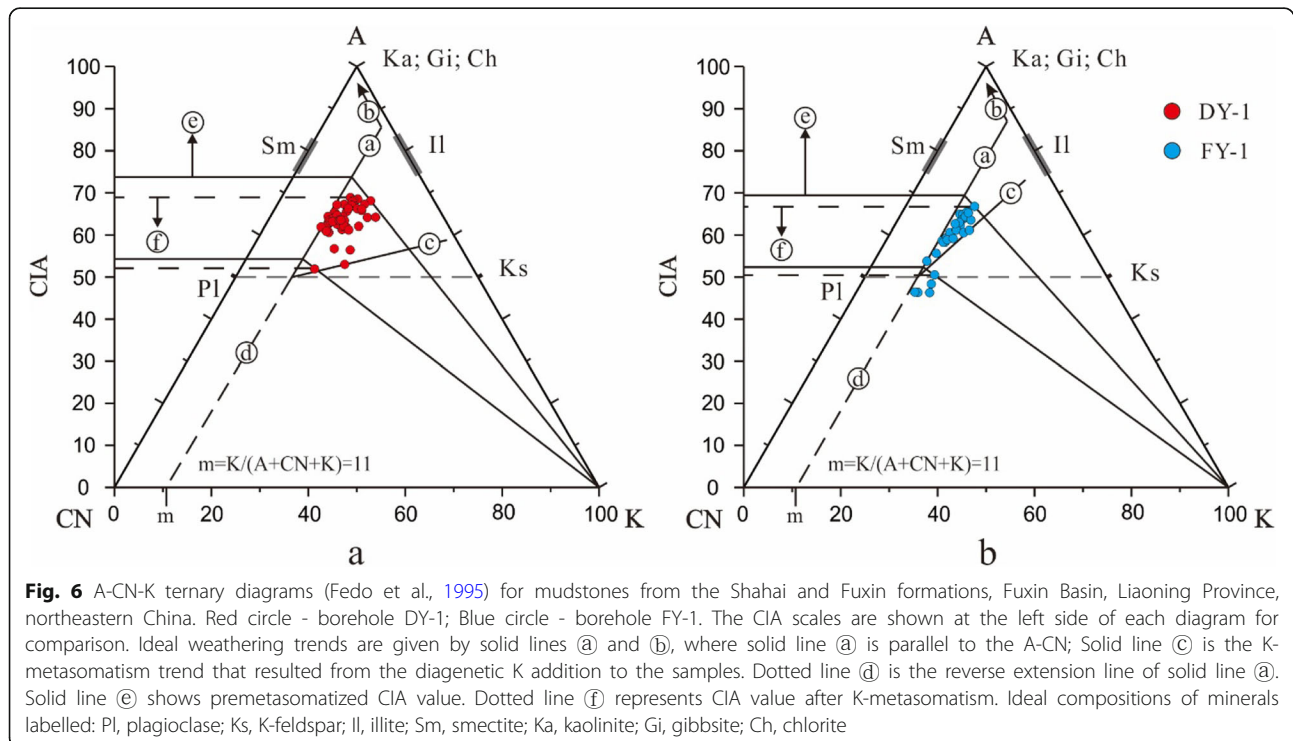 A
Ka; Gi; Ch
100
90
80
70
60
50
40
30
20
10
0
CIA
ⓔ
ⓕ
ⓑ
ⓐ
ⓒ
ⓓ
Sm
Il
Pl
Ks
m=K/(A+CN+K)=11
CN
0
m
20
40
60
80
100
K
a
A
Ka; Gi; Ch
DY-1
FY-1
100
90
80
70
60
50
40
30
20
10
0
CIA
ⓔ
ⓕ
ⓑ
ⓐ
ⓒ
ⓓ
Sm
Il
Pl
Ks
m=K/(A+CN+K)=11
CN
0
m
20
40
60
80
100
K
b
Fig. 6 A-CN-K ternary diagrams (Fedo et al., 1995) for mudstones from the Shahai and Fuxin formations, Fuxin Basin, Liaoning Province,
northeastern China. Red circle - borehole DY-1; Blue circle - borehole FY-1. The CIA scales are shown at the left side of each diagram for
comparison. Ideal weathering trends are given by solid lines ⓐ and ⓑ, where solid line ⓐ is parallel to the A-CN; Solid line ⓒ is the K-
metasomatism trend that resulted from the diagenetic K addition to the samples. Dotted line ⓓ is the reverse extension line of solid line ⓐ.
Solid line ⓔ shows premetasomatized CIA value. Dotted line ⓕ represents CIA value after K-metasomatism. Ideal compositions of minerals
labelled: Pl, plagioclase; Ks, K-feldspar; Il, illite; Sm, smectite; Ka, kaolinite; Gi, gibbsite; Ch, chlorite